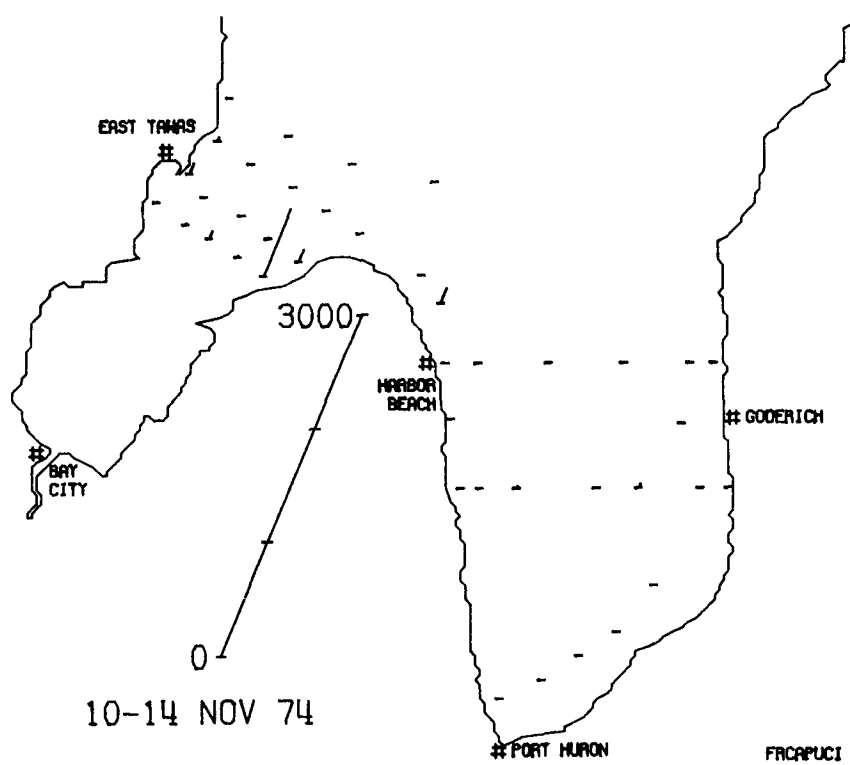 EAST TAWAS
3000
HARBOR
BEACH
GODERICH
BAY
CITY
0
10-14 NOV 74
PORT HURON
FRCAPUCI